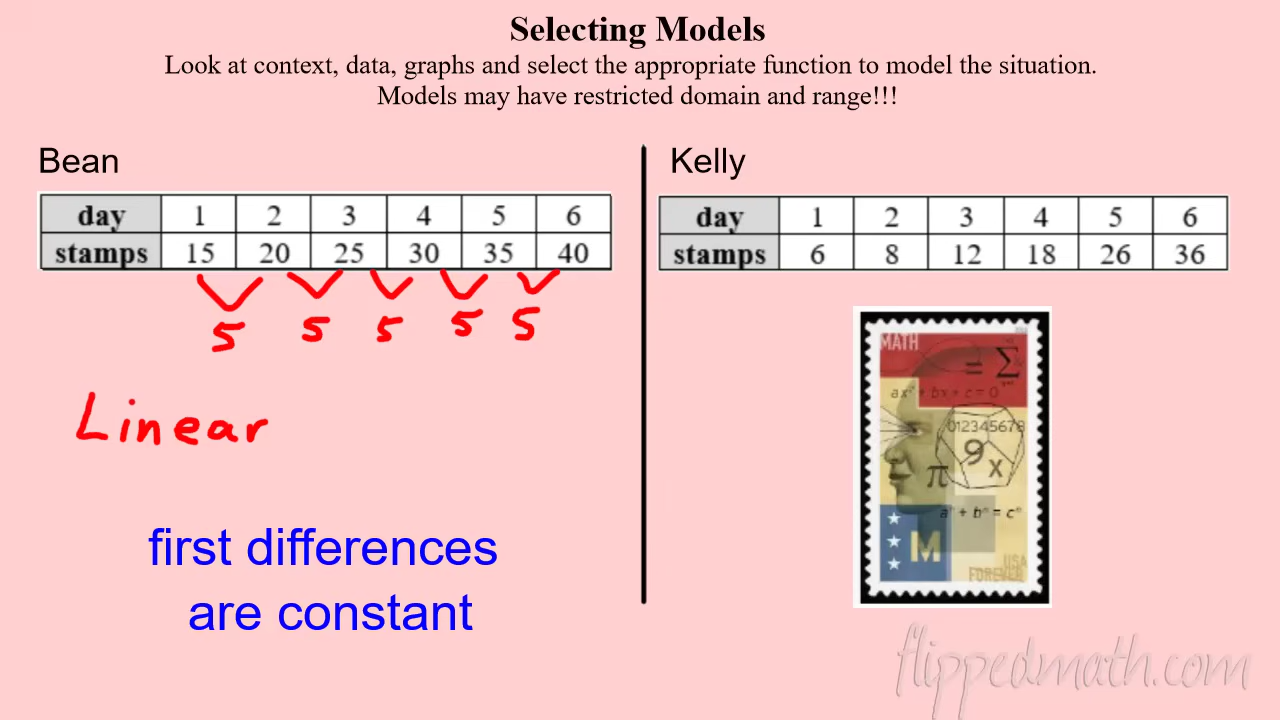 Selecting Models
Look at context, data, graphs and select the appropriate function to model the situation.
Models may have restricted domain and range!!!
Bean
day 1 2 3 4 5 6
stamps 15 20 25 30 35 40
5 5 5 5 5
Linear
first differences
are constant
Kelly
day 1 2 3 4 5 6
stamps 6 8 12 18 26 36
MATH
= Σ
ax² + bx + c = 0
012345678
9
x
π
aⁿ + bⁿ = cⁿ
M
USA
FOREVER
flippedmath.com